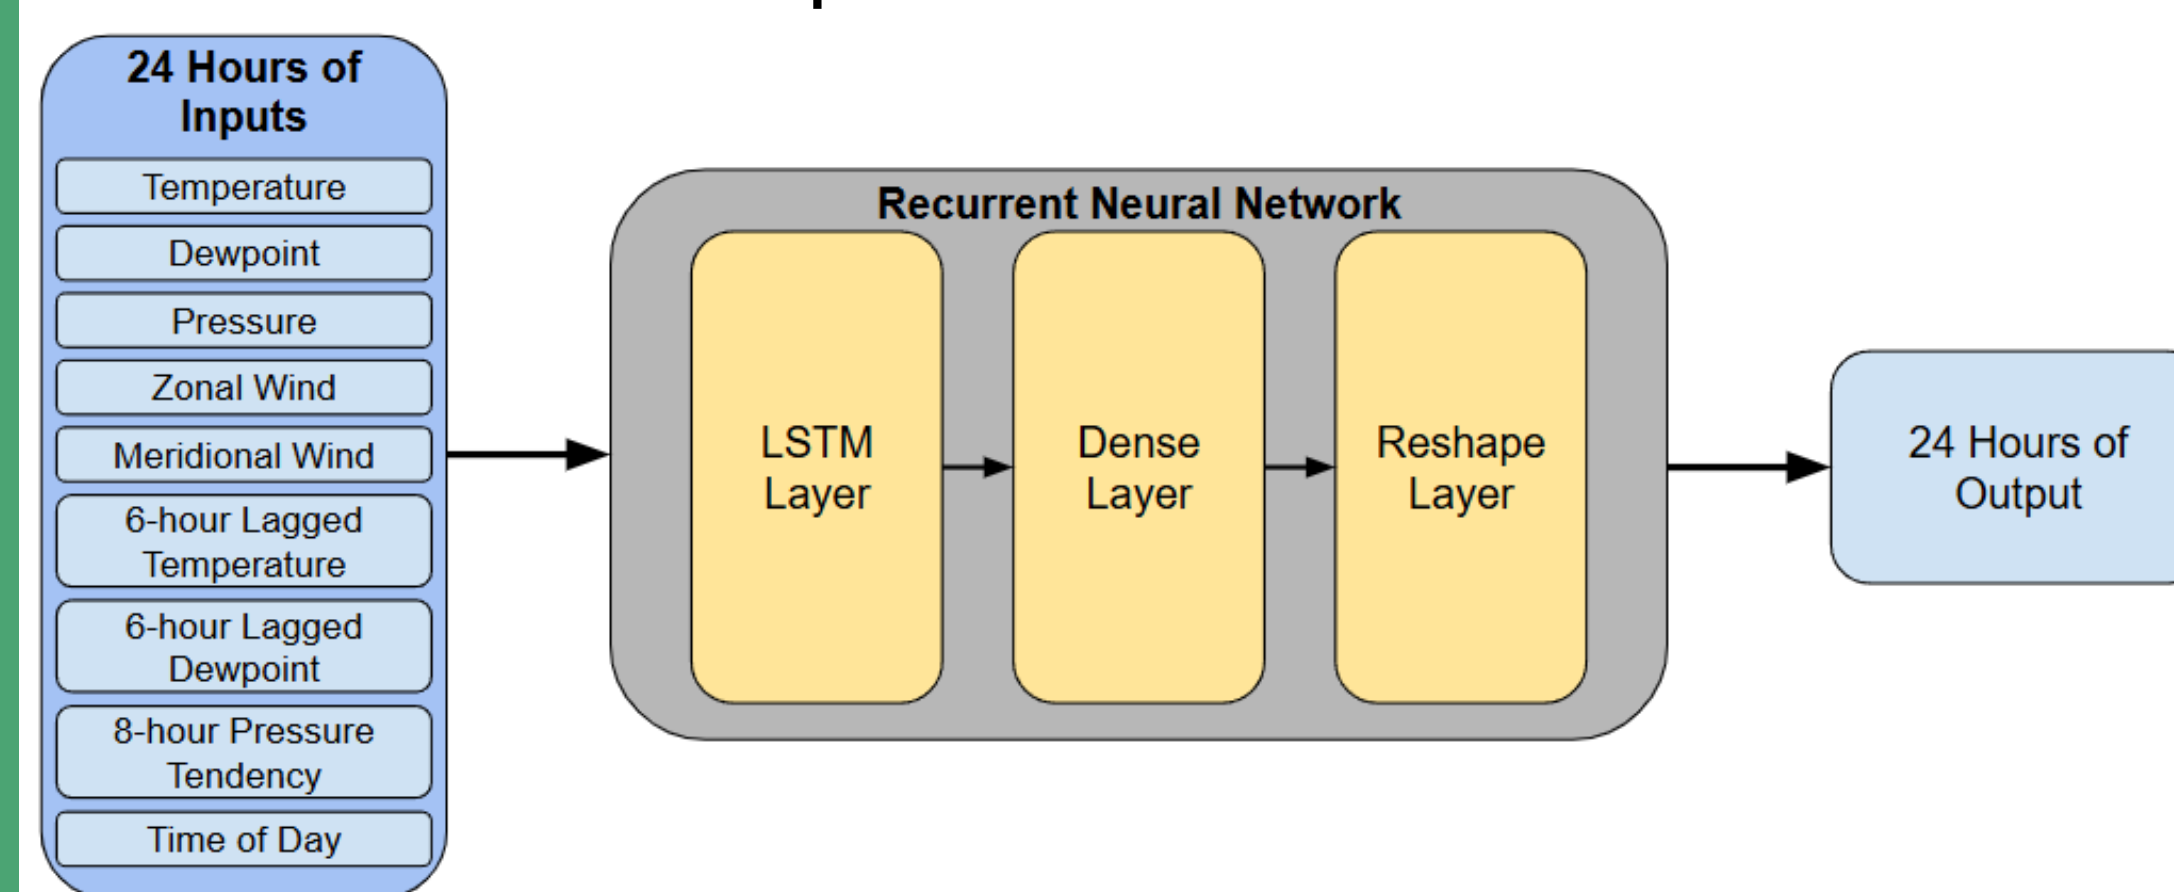 24 Hours of
Inputs
Temperature
Dewpoint
Pressure
Zonal Wind
Meridional Wind
6-hour Lagged
Temperature
6-hour Lagged
Dewpoint
8-hour Pressure
Tendency
Time of Day
Recurrent Neural Network
LSTM
Layer
Dense
Layer
Reshape
Layer
24 Hours of
Output